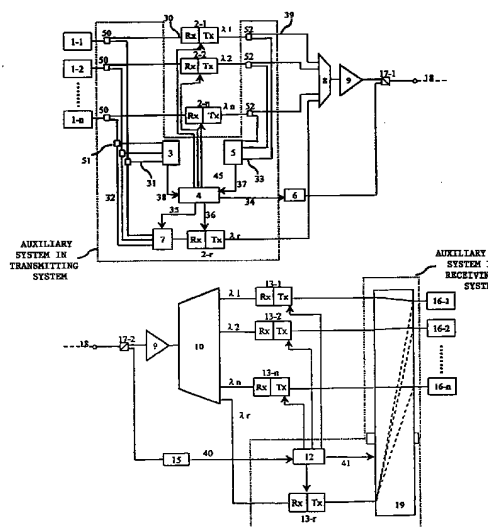 30
2-1
λ1
52
39
1-1
50
Rx Tx
2-2
λ2
52
1-2
50
Rx Tx
8
9
17-1
18
2-n
λn
52
1-n
50
Rx Tx
51
3
5
31
45
33
32
38
4
37
34
6
35
36
7
Rx Tx
λr
2-r
AUXILIARY
SYSTEM IN
TRANSMITTING
SYSTEM
AUXILIARY
SYSTEM
RECEIVING
SYSTE
13-1
λ1
Rx Tx
16-1
13-2
λ2
Rx Tx
16-2
18
17-2
9
10
13-n
λn
Rx Tx
16-n
λr
15
40
12
41
Rx Tx
13-r
19